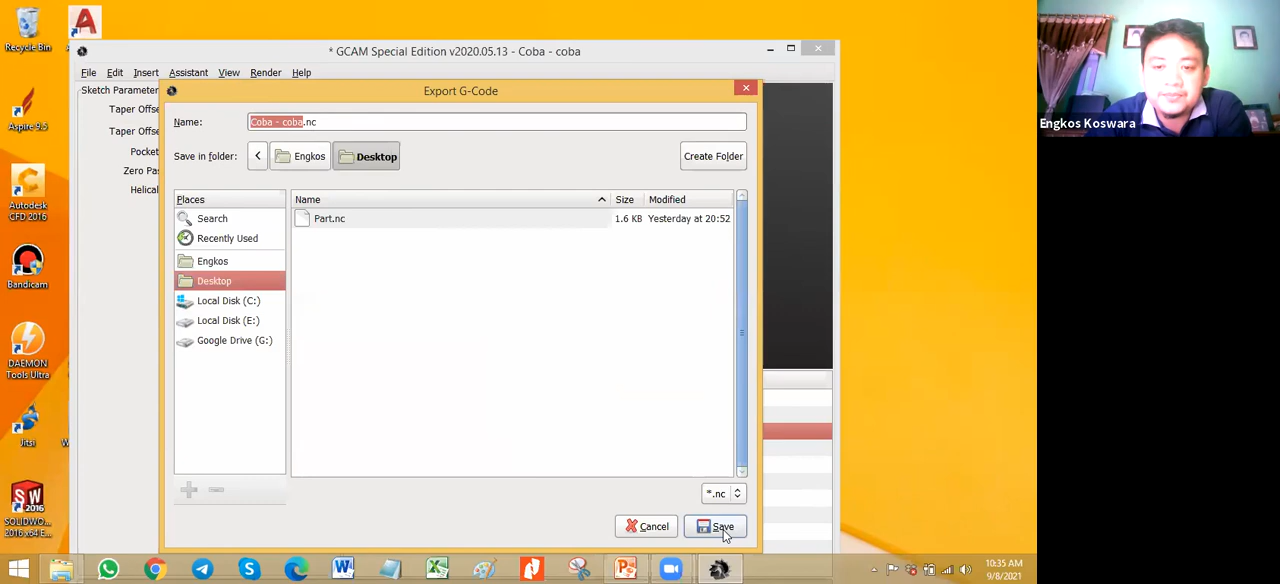 Recycle Bin
Aspire 9.5
Autodesk
CFD 2016
Bandicam
DAEMON
Tools Ultra
Jitsi
SOLIDWO...
2016 x64 E...
* GCAM Special Edition v2020.05.13 - Coba - coba
File Edit Insert Assistant View Render Help
Sketch Parameter
Taper Offse
Taper Offse
Pocket
Zero Pas
Helical
Export G-Code
Name: Coba - coba.nc
Save in folder: Engkos Desktop Create Folder
Places
Search
Recently Used
Engkos
Desktop
Local Disk (C:)
Local Disk (E:)
Google Drive (G:)
Name Size Modified
Part.nc 1.6 KB Yesterday at 20:52
*.nc
Cancel Save
10:35 AM
9/8/2021
Engkos Koswara